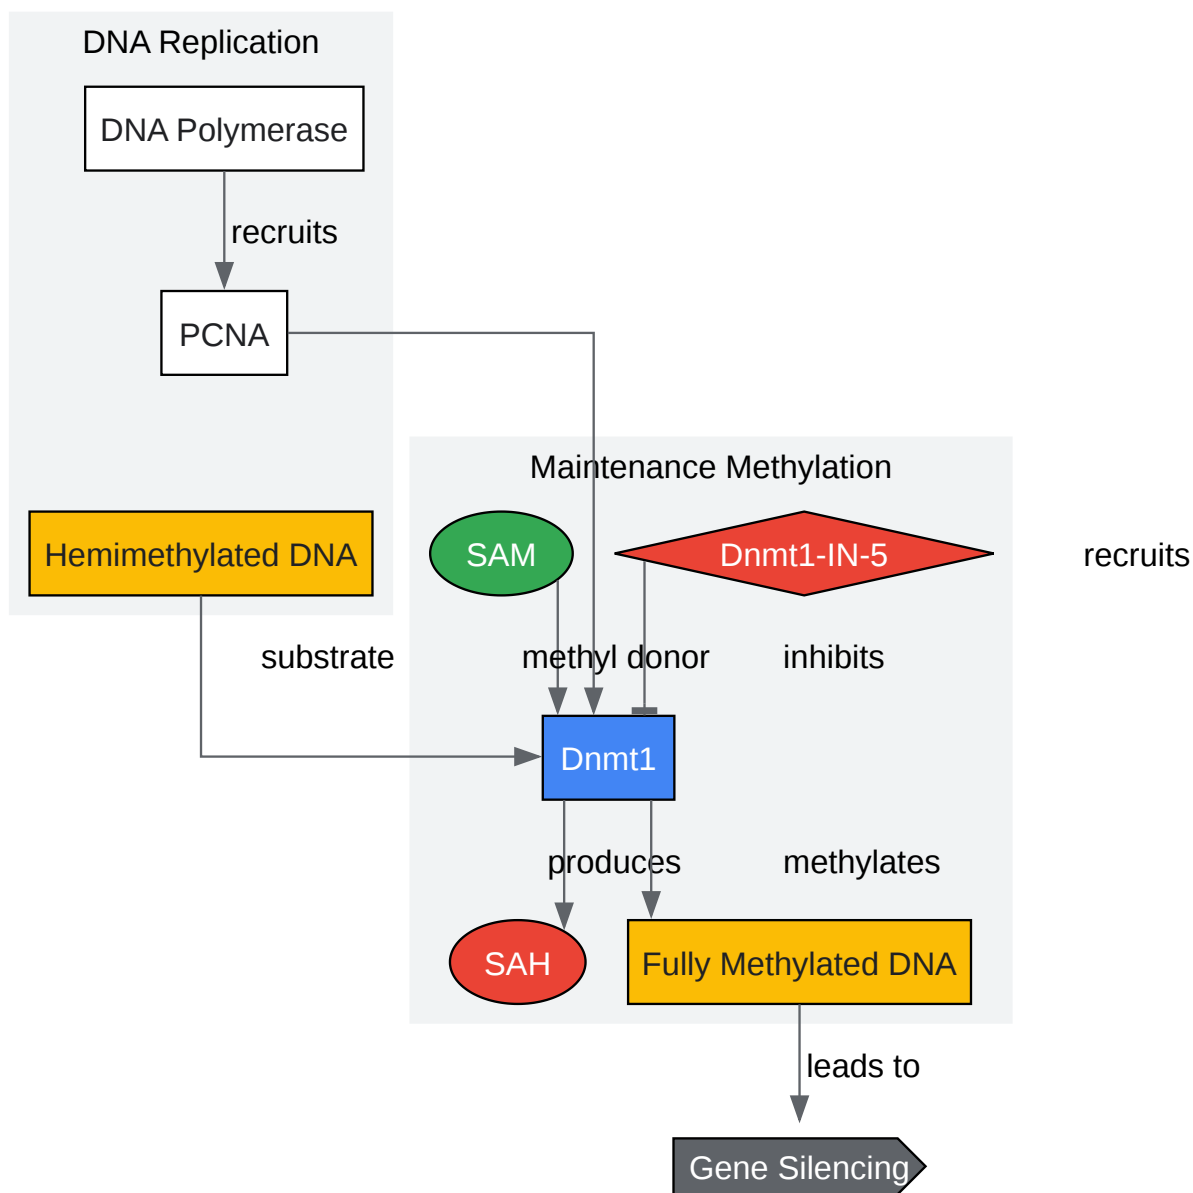 DNA Replication
DNA Polymerase
recruits
PCNA
Maintenance Methylation
Hemimethylated DNA
SAM
Dnmt1-IN-5
recruits
substrate
methyl donor
inhibits
Dnmt1
produces
methylates
SAH
Fully Methylated DNA
leads to
Gene Silencing